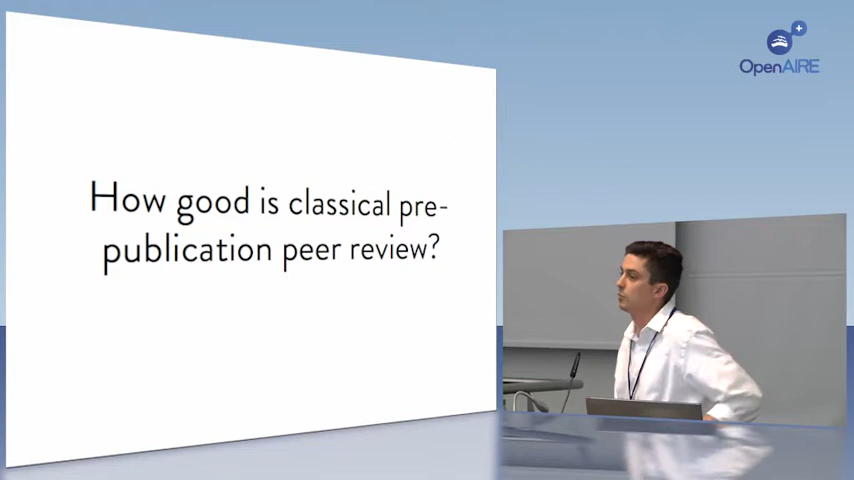 OpenAIRE
How good is classical pre-
publication peer review?